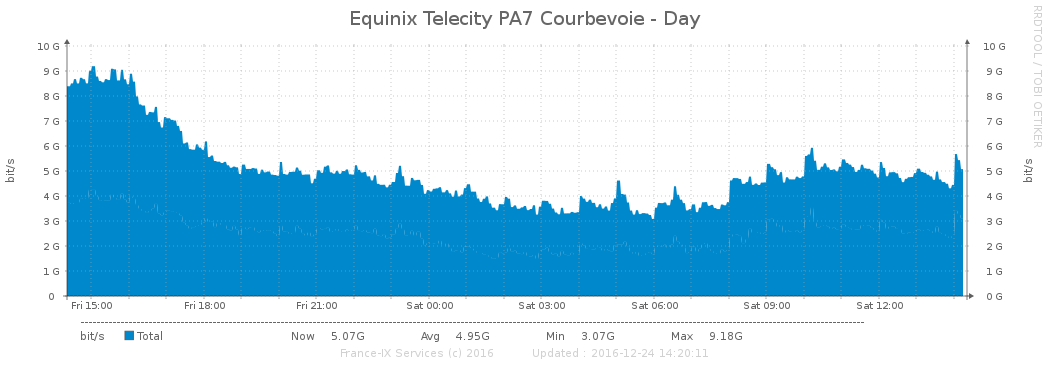 Equinix Telecity PA7 Courbevoie - Day
RRDTOOL / TOBI OETIKER
bit/s
bit/s
10 G 10 G
9 G 9 G
8 G 8 G
7 G 7 G
6 G 6 G
5 G 5 G
4 G 4 G
3 G 3 G
2 G 2 G
1 G 1 G
0 0 G
Fri 15:00 Fri 18:00 Fri 21:00 Sat 00:00 Sat 03:00 Sat 06:00 Sat 09:00 Sat 12:00
bit/s Total Now 5.07G Avg 4.95G Min 3.07G Max 9.18G
France-IX Services (c) 2016 Updated : 2016-12-24 14:20:11